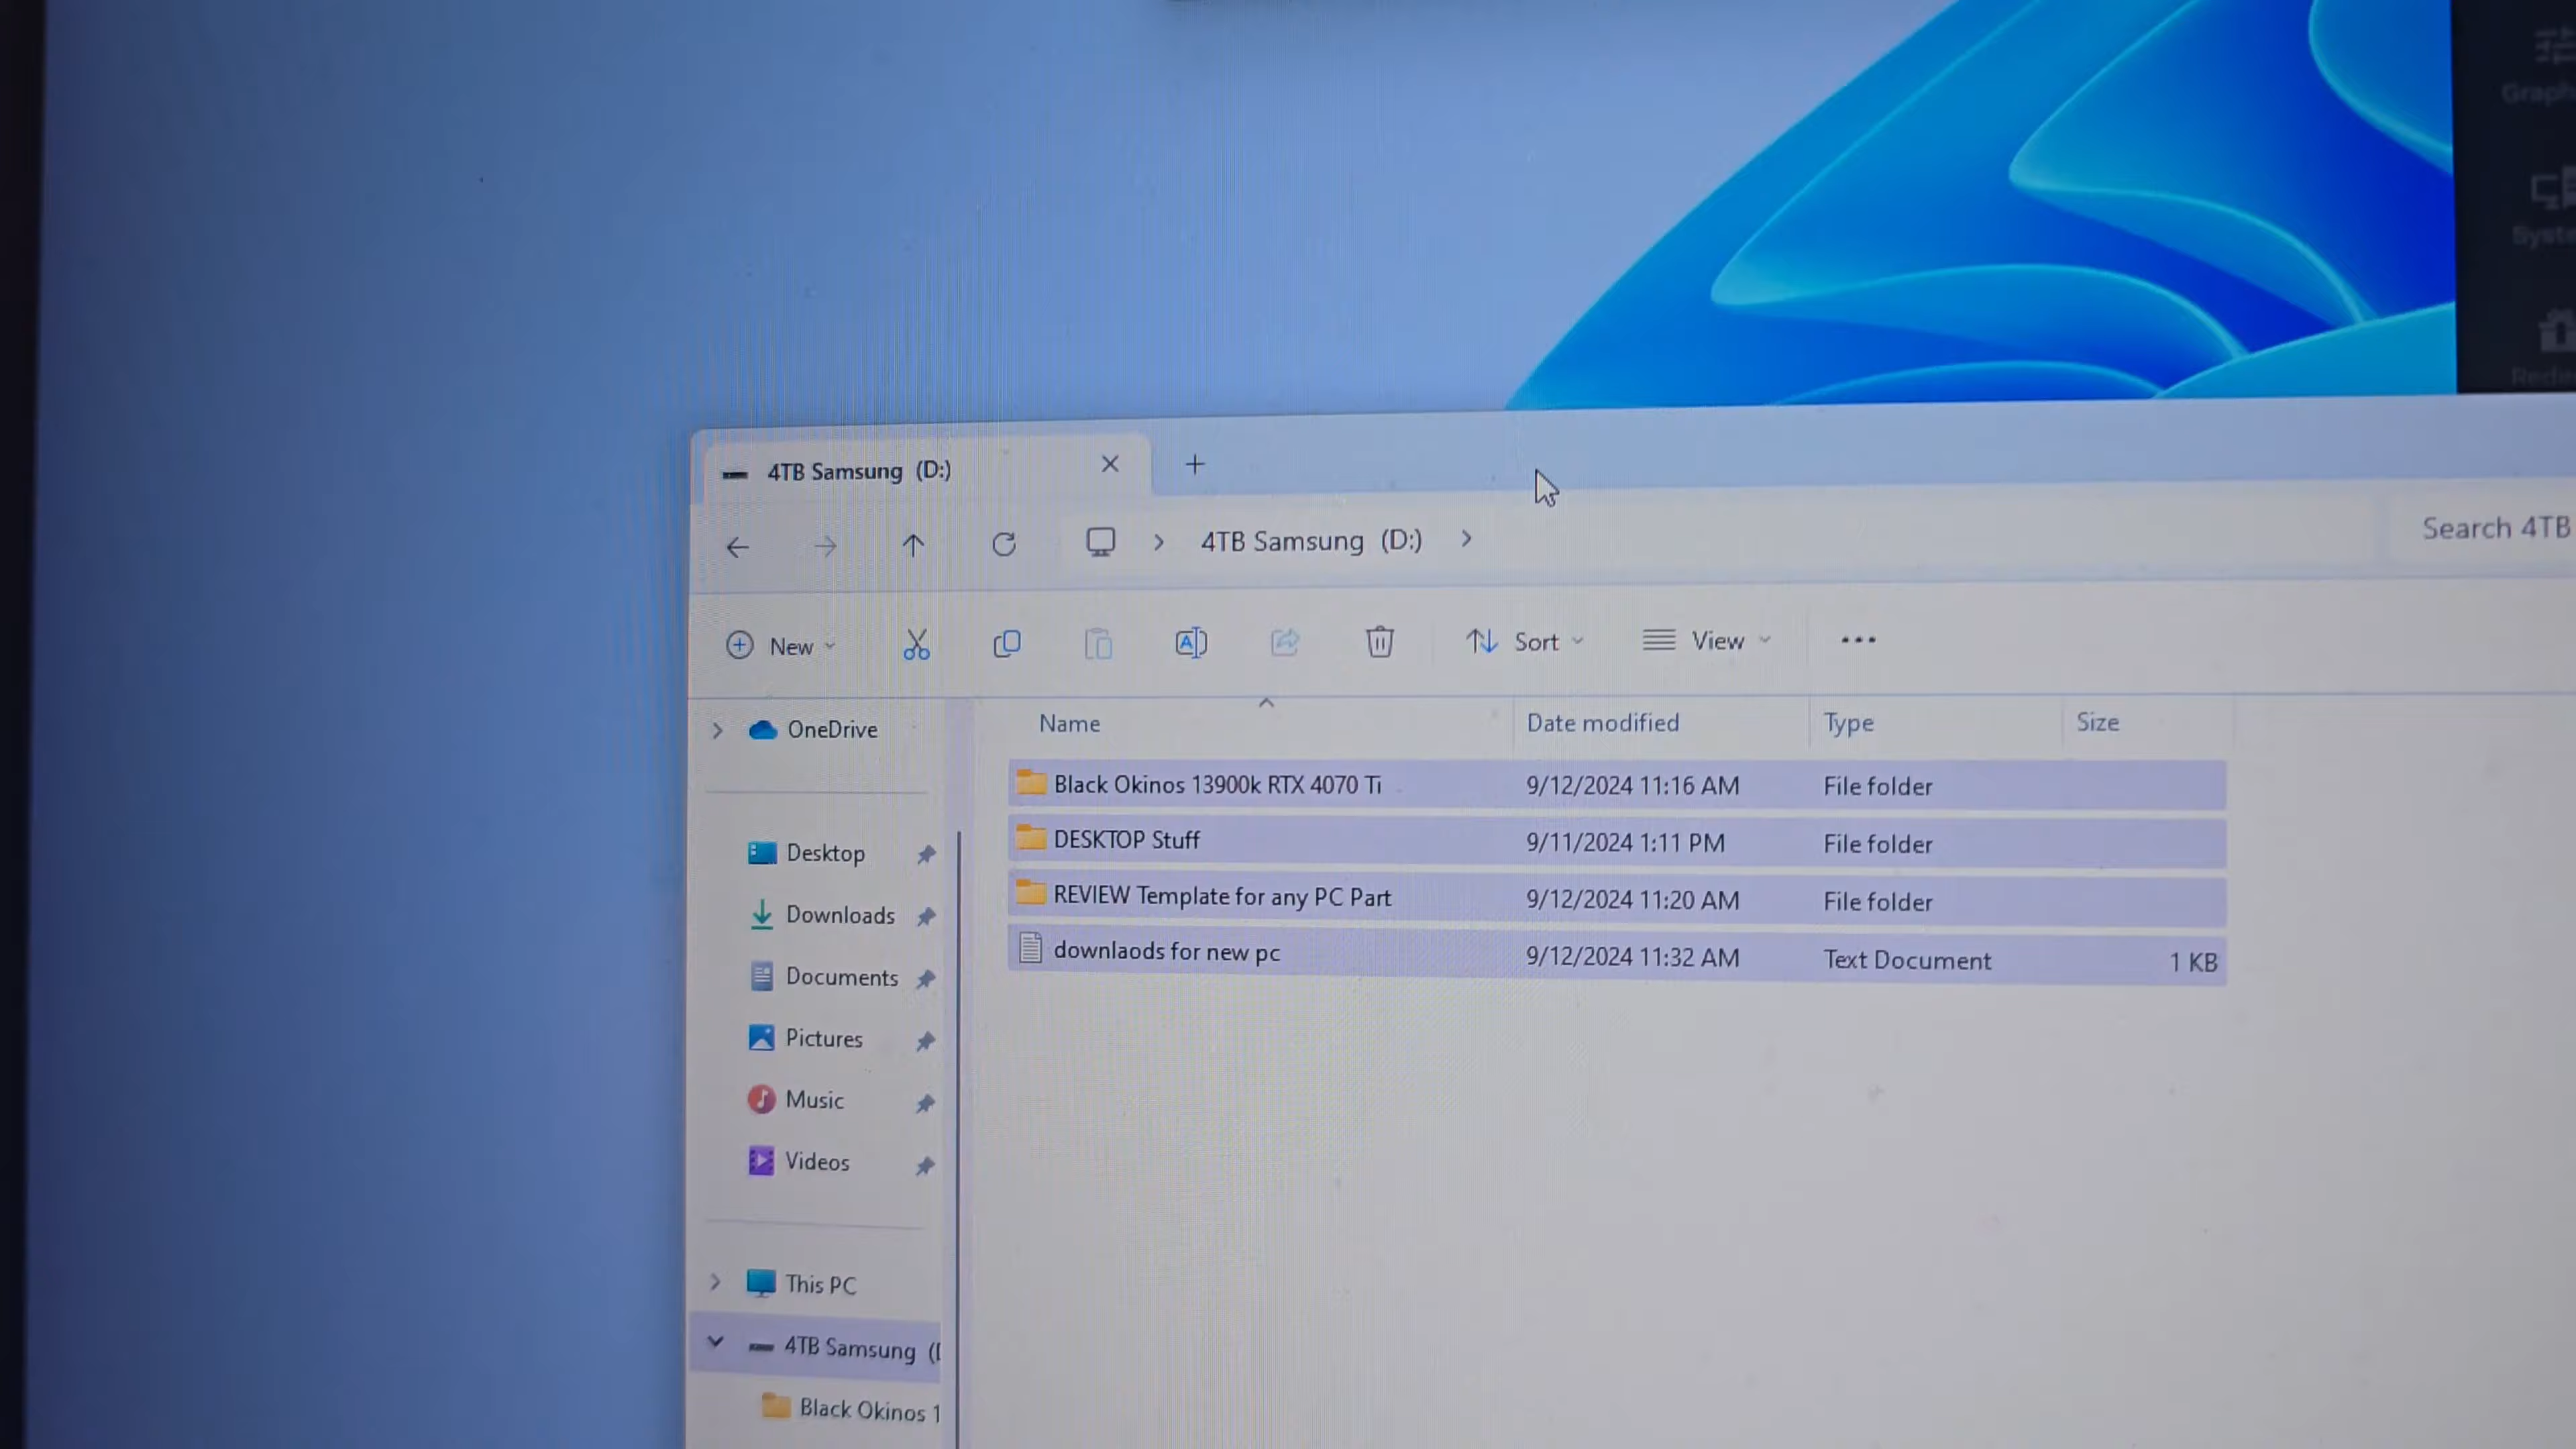 Graph
Syste
Rede
4TB Samsung (D:)
4TB Samsung (D:)
Search 4TB
New
Sort
View
OneDrive
Name Date modified Type Size
Black Okinos 13900k RTX 4070 Ti 9/12/2024 11:16 AM File folder
DESKTOP Stuff 9/11/2024 1:11 PM File folder
REVIEW Template for any PC Part 9/12/2024 11:20 AM File folder
downlaods for new pc 9/12/2024 11:32 AM Text Document 1 KB
Desktop
Downloads
Documents
Pictures
Music
Videos
This PC
4TB Samsung (D
Black Okinos 1